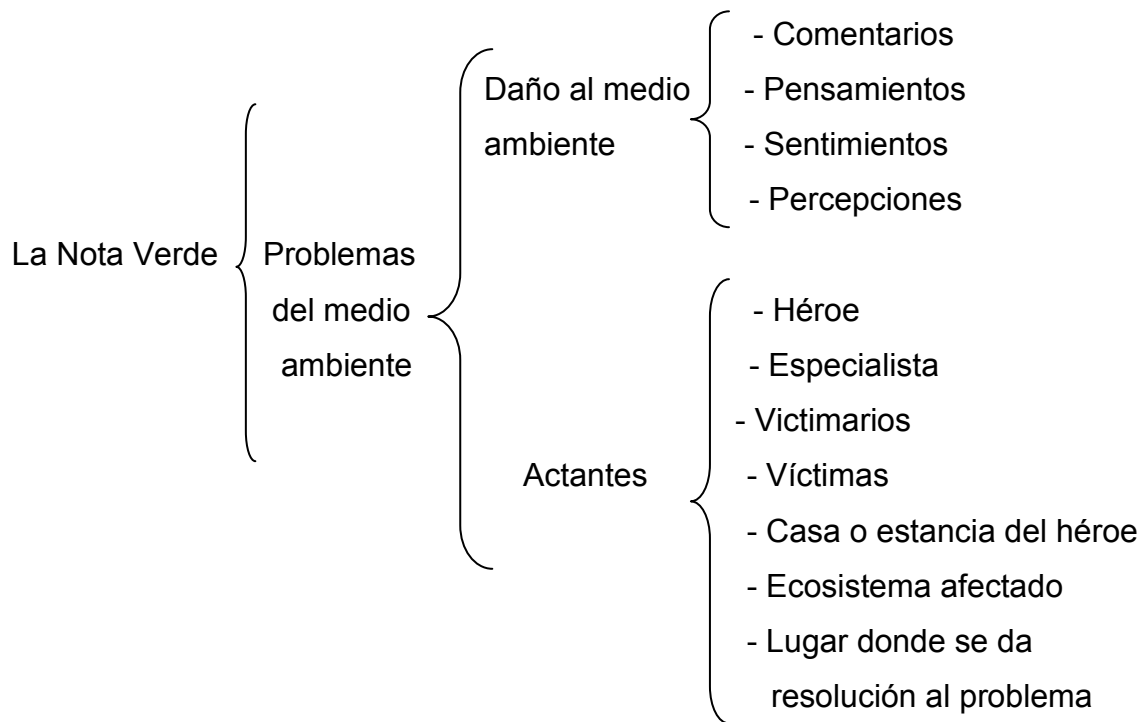 La Nota Verde
Problemas
del medio
ambiente
Daño al medio
ambiente
- Comentarios
- Pensamientos
- Sentimientos
- Percepciones
Actantes
- Héroe
- Especialista
- Victimarios
- Víctimas
- Casa o estancia del héroe
- Ecosistema afectado
- Lugar donde se da
resolución al problema